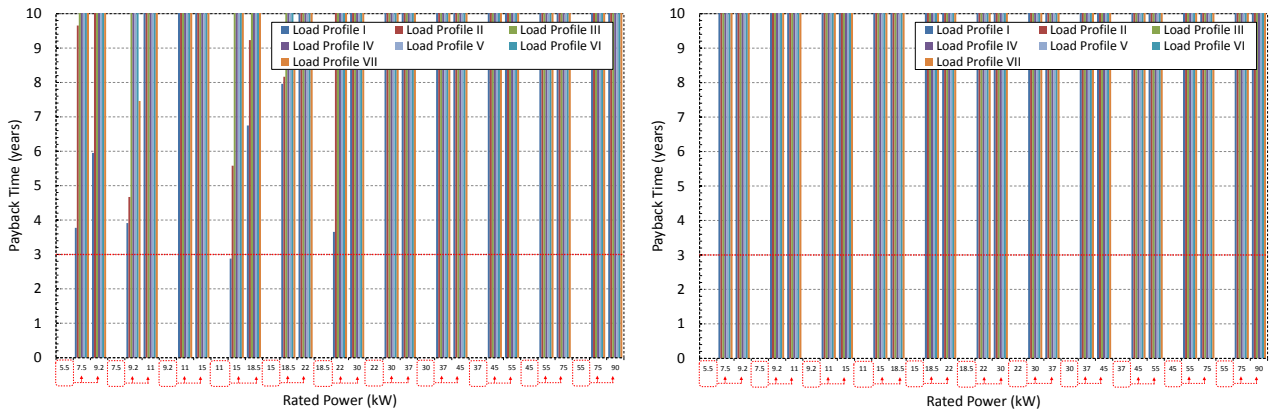 10
9
8
7
6
5
4
3
2
1
0
Payback Time (years)
Load Profile I Load Profile II Load Profile III
Load Profile IV Load Profile V Load Profile VI
Load Profile VII
5.5 7.5 9.2 7.5 9.2 11 9.2 11 15 11 15 18.5 15 18.5 22 18.5 22 30 22 30 37 30 37 45 37 45 55 45 55 75 55 75 90
Rated Power (kW)
10
9
8
7
6
5
4
3
2
1
0
Payback Time (years)
Load Profile I Load Profile II Load Profile III
Load Profile IV Load Profile V Load Profile VI
Load Profile VII
5.5 7.5 9.2 7.5 9.2 11 9.2 11 15 11 15 18.5 15 18.5 22 18.5 22 30 22 30 37 30 37 45 37 45 55 45 55 75 55 75 90
Rated Power (kW)